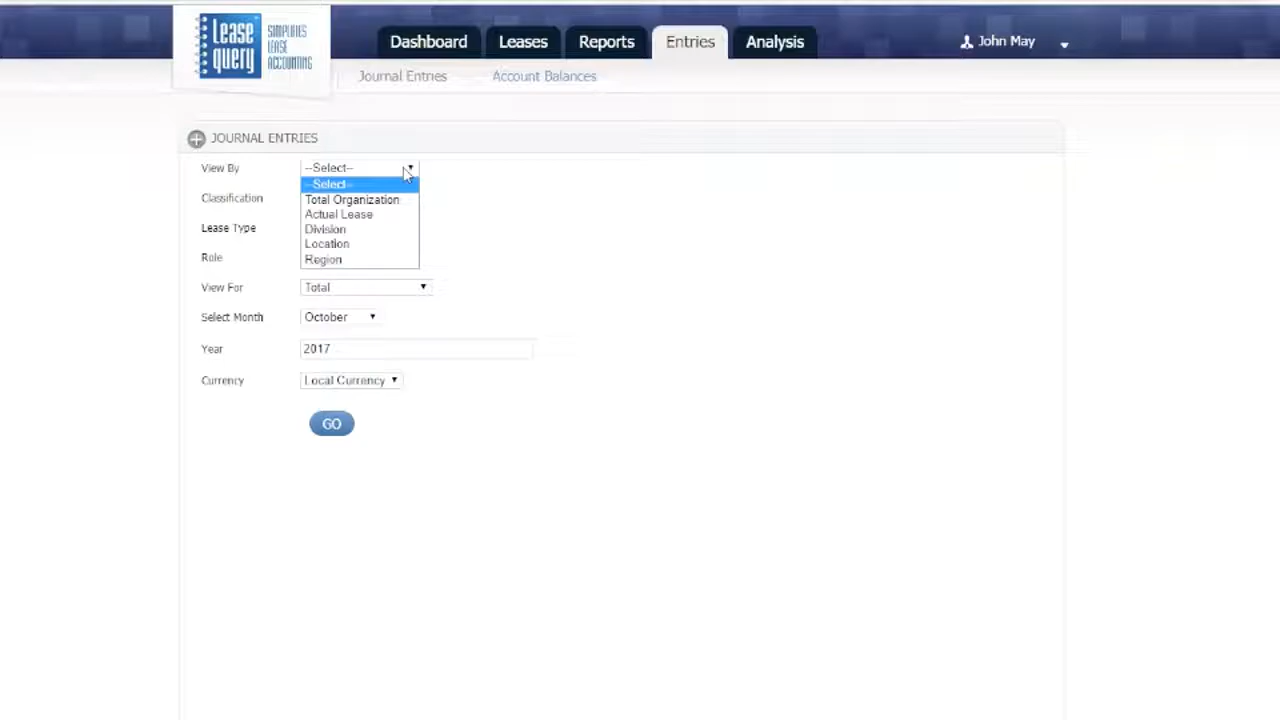 Lease query
SIMPLIFIES LEASE ACCOUNTING
Dashboard Leases Reports Entries Analysis John May
Journal Entries Account Balances
JOURNAL ENTRIES
View By --Select--
--Select--
Classification
Total Organization
Actual Lease
Lease Type
Division
Location
Role
Region
View For Total
Select Month October
Year 2017
Currency Local Currency
GO